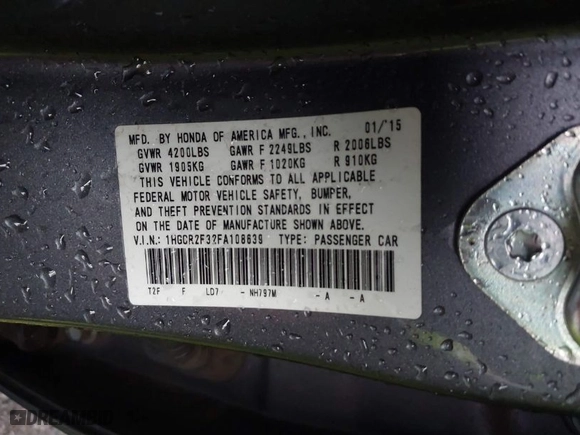 MFD. BY HONDA OF AMERICA MFG., INC. 01/'15
GVWR 4200LBS GAWR F 2249LBS R 2006LBS
GVWR 1905KG GAWR F 1020KG R 910KG
THIS VEHICLE CONFORMS TO ALL APPLICABLE
FEDERAL MOTOR VEHICLE SAFETY, BUMPER,
AND THEFT PREVENTION STANDARDS IN EFFECT
ON THE DATE OF MANUFACTURE SHOWN ABOVE.
V.I.N.: 1HGCR2F32FA108639 TYPE: PASSENGER CAR
T2F F LD7 - NH797M - A - A